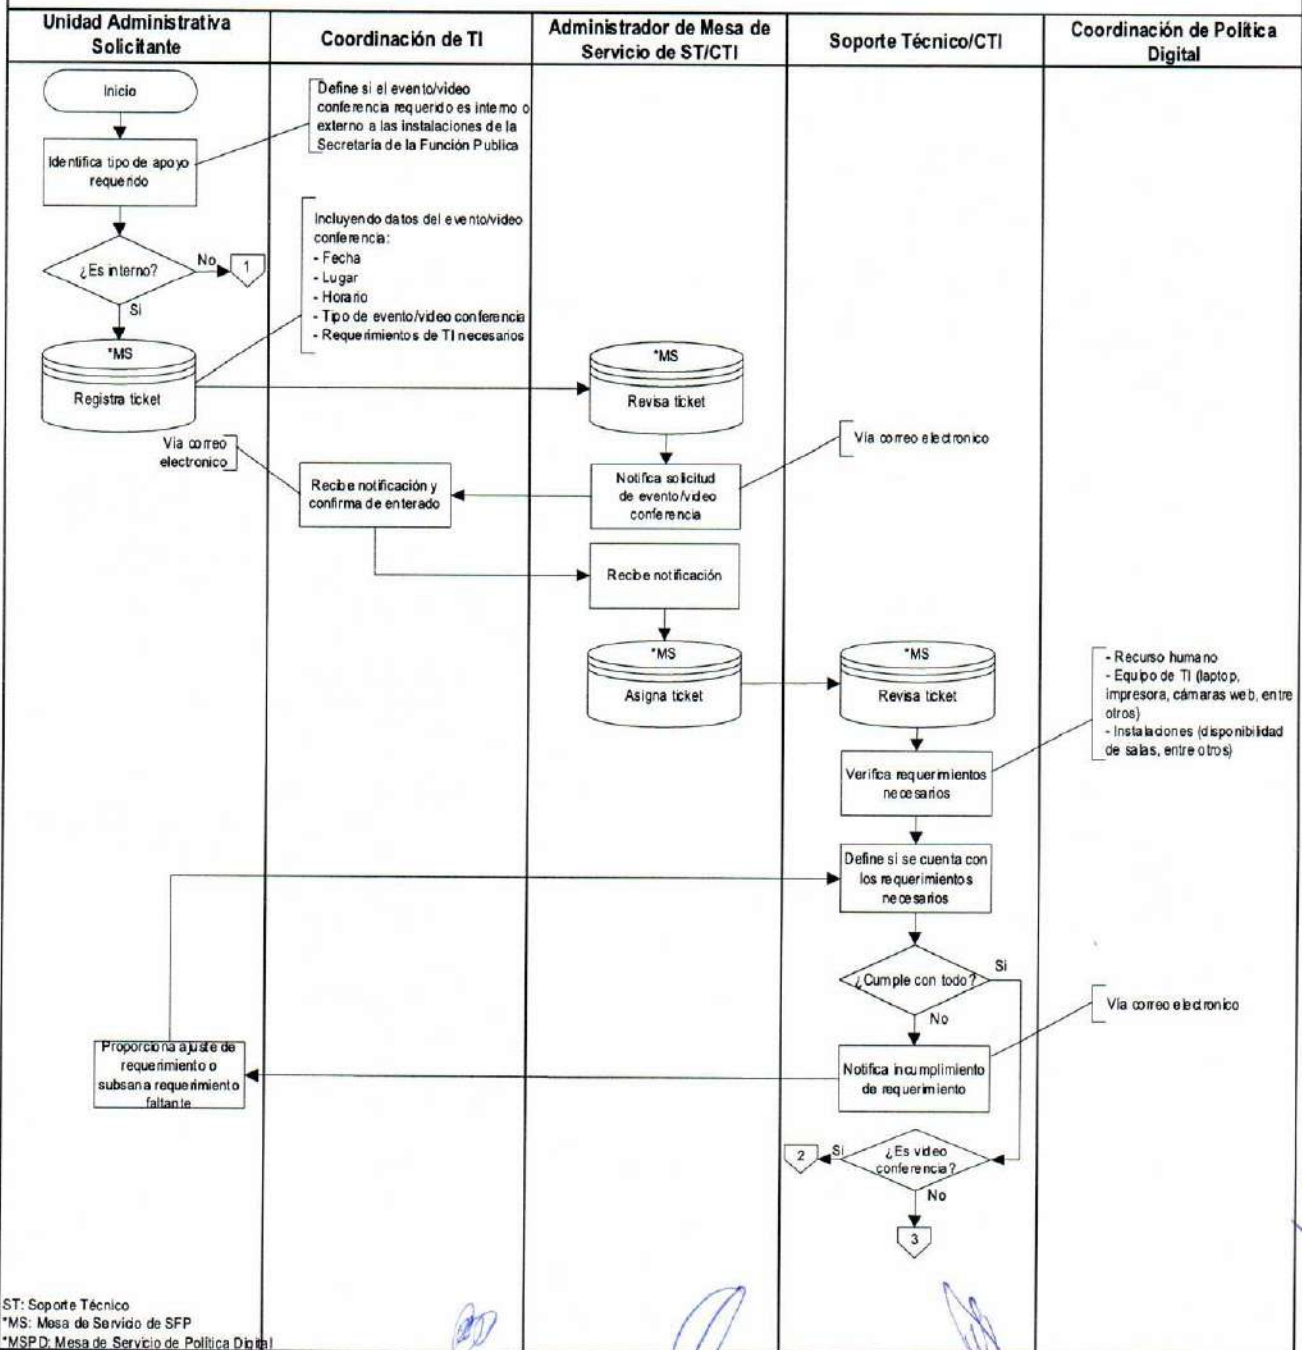 Unidad Administrativa
Solicitante
Coordinación de TI
Administrador de Mesa de
Servicio de ST/CTI
Soporte Técnico/CTI
Coordinación de Política
Digital
Inicio
Define si el evento/video
conferencia requerido es interno o
externo a las instalaciones de la
Secretaría de la Función Publica
Identifica tipo de apoyo
requerido
¿Es interno?
No
1
Si
Incluyendo datos del evento/video
conferencia:
- Fecha
- Lugar
- Horario
- Tipo de evento/video conferencia
- Requerimientos de TI necesarios
*MS
Registra ticket
*MS
Revisa ticket
Vía correo
electronico
Recibe notificación y
confirma de enterado
Notifica solicitud
de evento/video
conferencia
Vía correo electronico
Recibe notificación
*MS
Asigna ticket
*MS
Revisa ticket
- Recurso humano
- Equipo de TI (laptop,
impresora, cámaras web, entre
otros)
- Instalaciones (disponibilidad
de salas, entre otros)
Verifica requerimientos
necesarios
Define si se cuenta con
los requerimientos
necesarios
¿Cumple con todo?
Si
No
Vía correo electronico
Notifica incumplimiento
de requerimiento
Proporciona ajuste de
requerimiento o
subsana requerimiento
faltante
¿Es video
conferencia?
Si
2
No
3
ST: Soporte Técnico
*MS: Mesa de Servicio de SFP
*MSPD: Mesa de Servicio de Política Digital